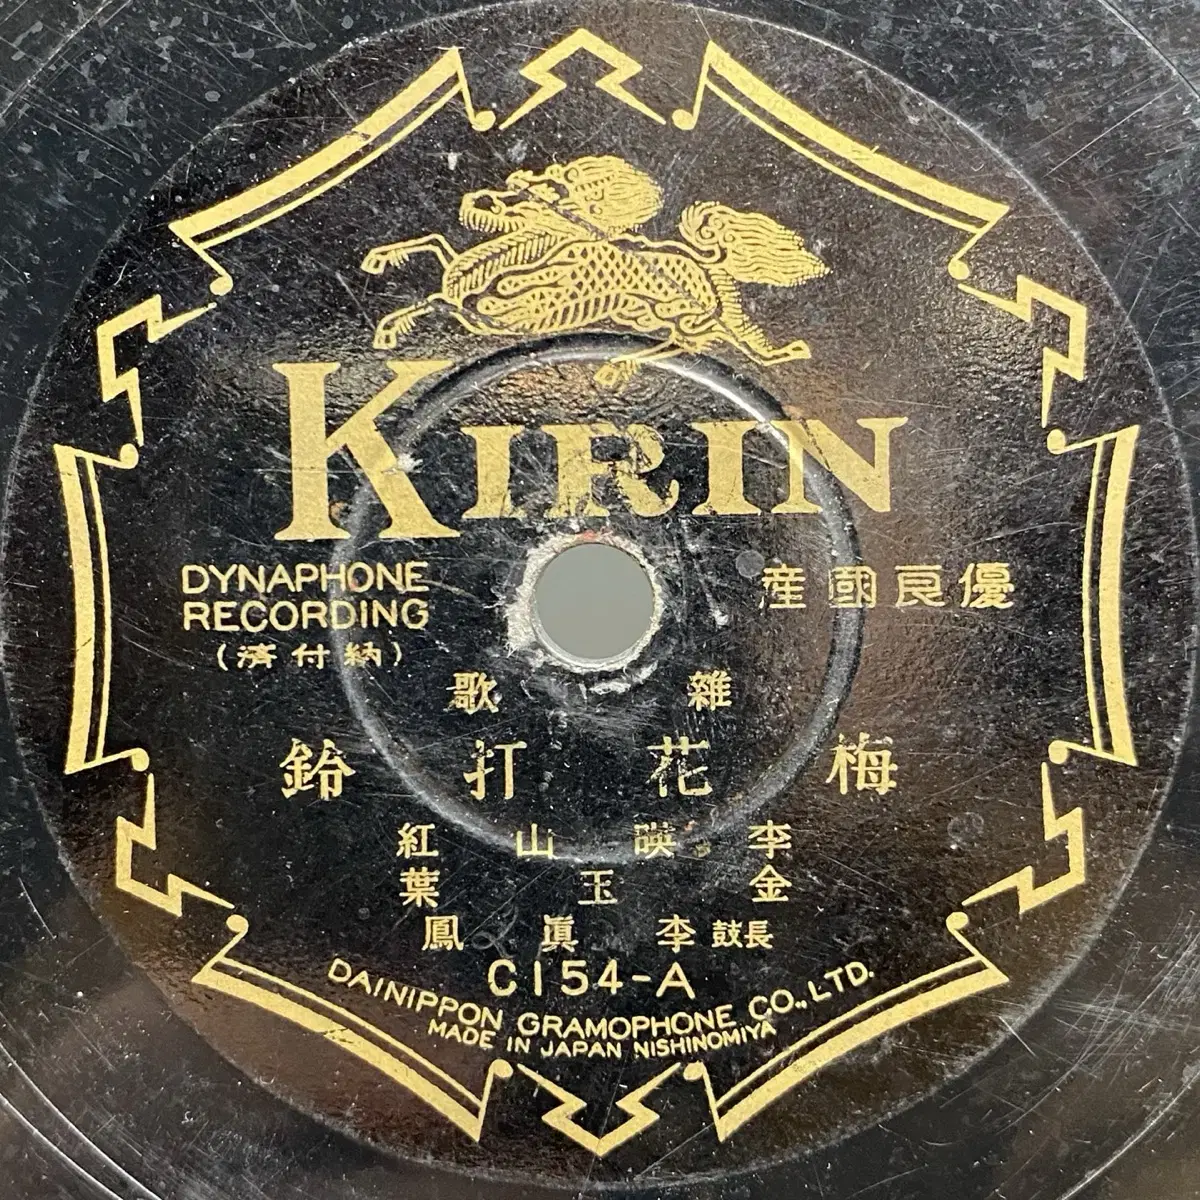 KIRIN
DYNAPHONE
RECORDING
(納付濟)
優良國産
雜歌
梅花打鈴
李暎山紅
金玉葉
長鼓 李眞鳳
C154-A
DAINIPPON GRAMOPHONE CO., LTD.
MADE IN JAPAN NISHINOMIYA